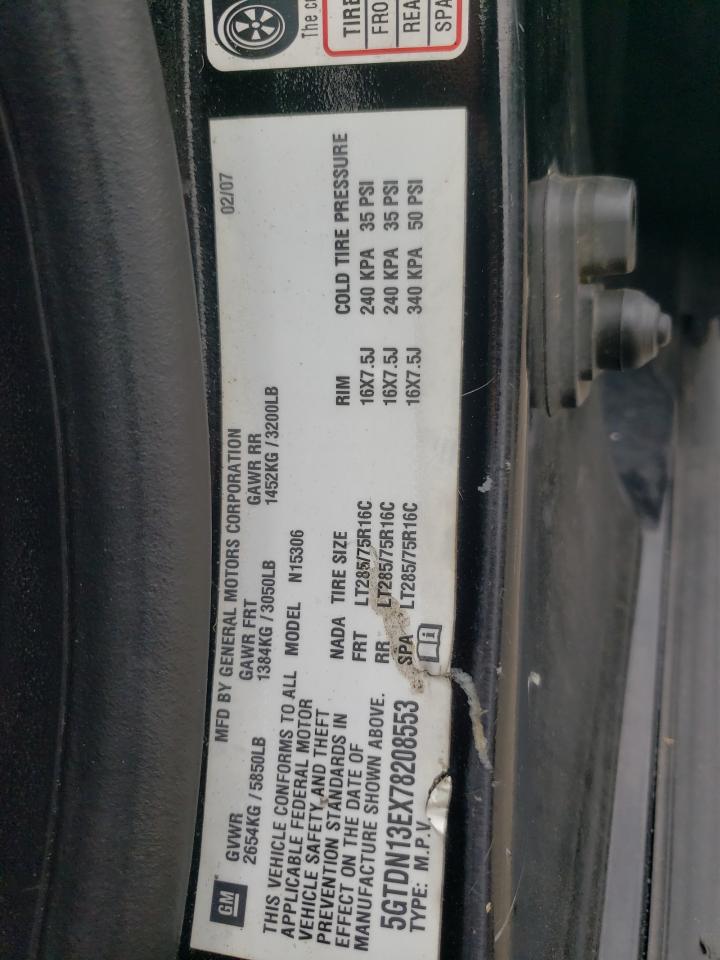 The c
TIRE
FRO
REA
SPA
GM
MFD BY GENERAL MOTORS CORPORATION 02/07
GVWR GAWR FRT GAWR RR
2654KG / 5850LB 1384KG / 3050LB 1452KG / 3200LB
THIS VEHICLE CONFORMS TO ALL
APPLICABLE FEDERAL MOTOR
VEHICLE SAFETY AND THEFT
PREVENTION STANDARDS IN
EFFECT ON THE DATE OF
MANUFACTURE SHOWN ABOVE.
MODEL N15306
NADA TIRE SIZE RIM COLD TIRE PRESSURE
FRT LT285/75R16C 16X7.5J 240 KPA 35 PSI
RR LT285/75R16C 16X7.5J 240 KPA 35 PSI
SPA LT285/75R16C 16X7.5J 340 KPA 50 PSI
5GTDN13EX78208553
TYPE: M.P.V.